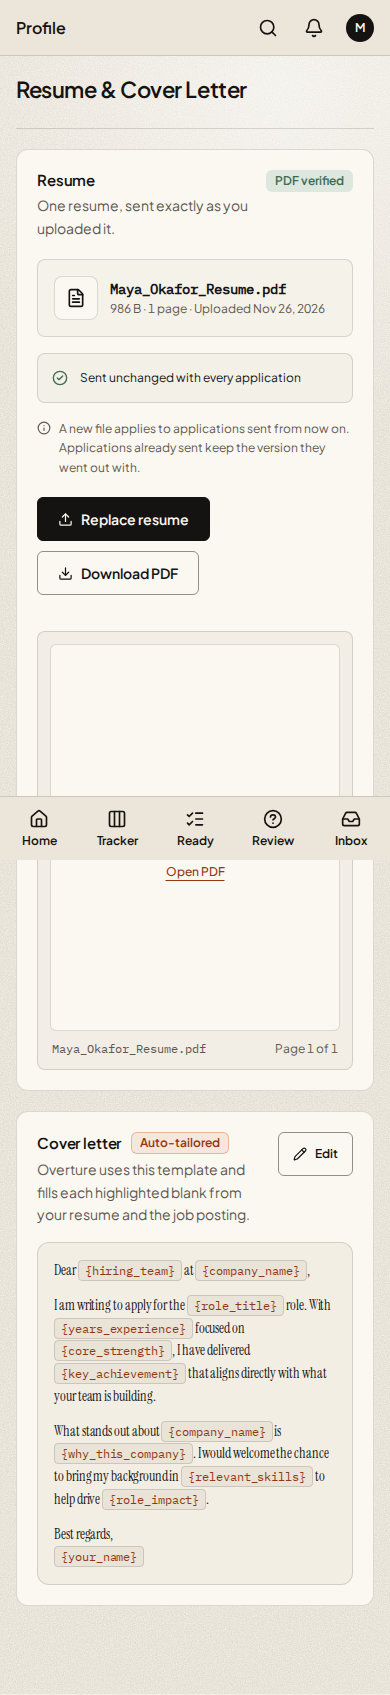 Profile
M
Resume & Cover Letter
Resume
PDF verified
One resume, sent exactly as you
uploaded it.
Maya_Okafor_Resume.pdf
986 B · 1 page · Uploaded Nov 26, 2026
Sent unchanged with every application
A new file applies to applications sent from now on.
Applications already sent keep the version they
went out with.
Replace resume
Download PDF
Home
Tracker
Ready
Review
Inbox
Open PDF
Maya_Okafor_Resume.pdf
Page 1 of 1
Cover letter
Auto-tailored
Edit
Overture uses this template and
fills each highlighted blank from
your resume and the job posting.
Dear {hiring_team} at {company_name},
I am writing to apply for the {role_title} role. With
{years_experience} focused on
{core_strength}, I have delivered
{key_achievement} that aligns directly with what
your team is building.
What stands out about {company_name} is
{why_this_company}. I would welcome the chance
to bring my background in {relevant_skills} to
help drive {role_impact}.
Best regards,
{your_name}